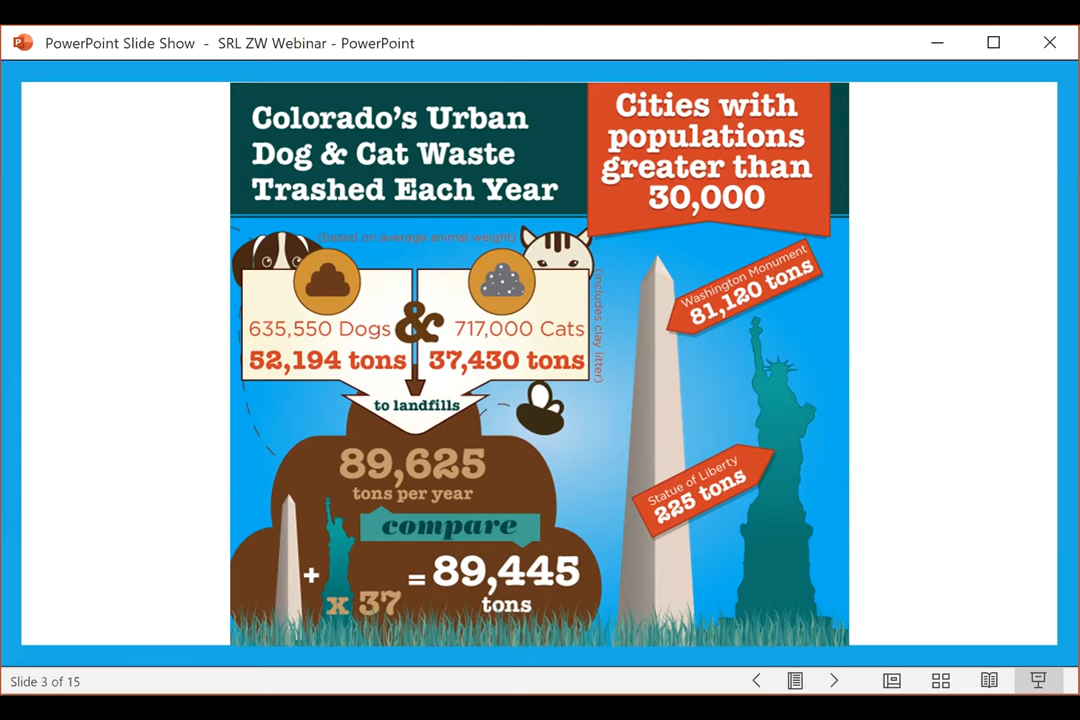 PowerPoint Slide Show - SRL ZW Webinar - PowerPoint
Colorado's Urban
Dog & Cat Waste
Trashed Each Year
Cities with
populations
greater than
30,000
(based on average animal weight)
635,550 Dogs
52,194 tons
&
717,000 Cats
37,430 tons
(includes clay litter)
to landfills
89,625
tons per year
compare
+
x 37
= 89,445
tons
Washington Monument
81,120 tons
Statue of Liberty
225 tons
Slide 3 of 15